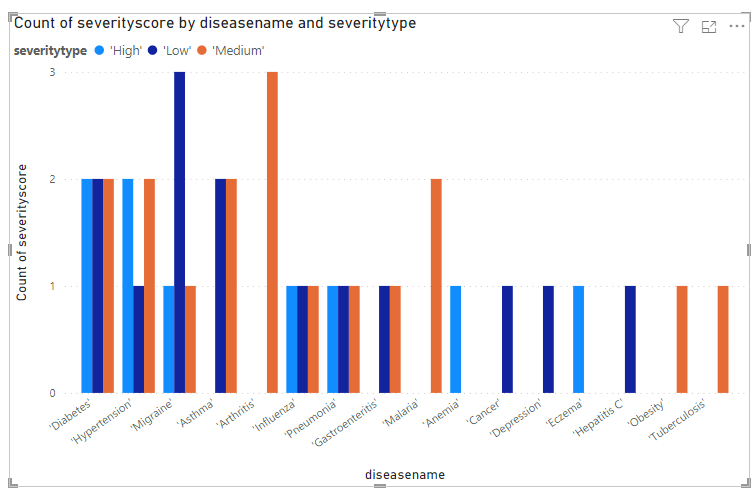 Count of severityscore by diseasename and severitytype
severitytype 'High' 'Low' 'Medium'
Count of severityscore
3
2
1
0
'Diabetes'
'Hypertension'
'Migraine'
'Asthma'
'Arthritis'
'Influenza'
'Pneumonia'
'Gastroenteritis'
'Malaria'
'Anemia'
'Cancer'
'Depression'
'Eczema'
'Hepatitis C'
'Obesity'
'Tuberculosis'
diseasename